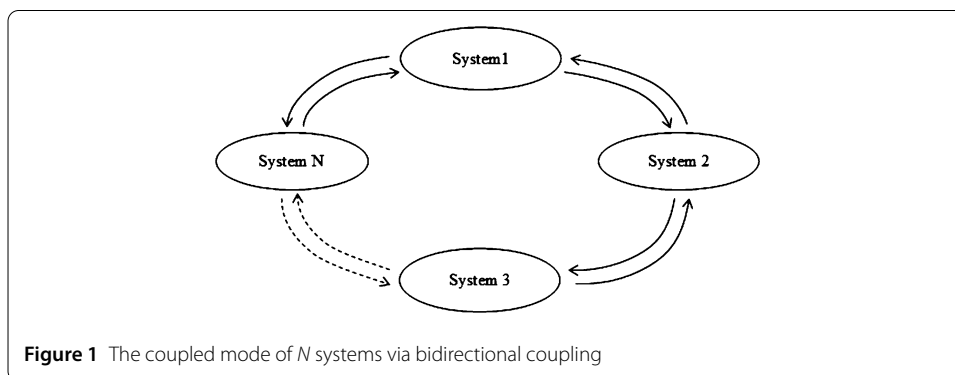 System1
System N
System 2
System 3
Figure 1 The coupled mode of N systems via bidirectional coupling